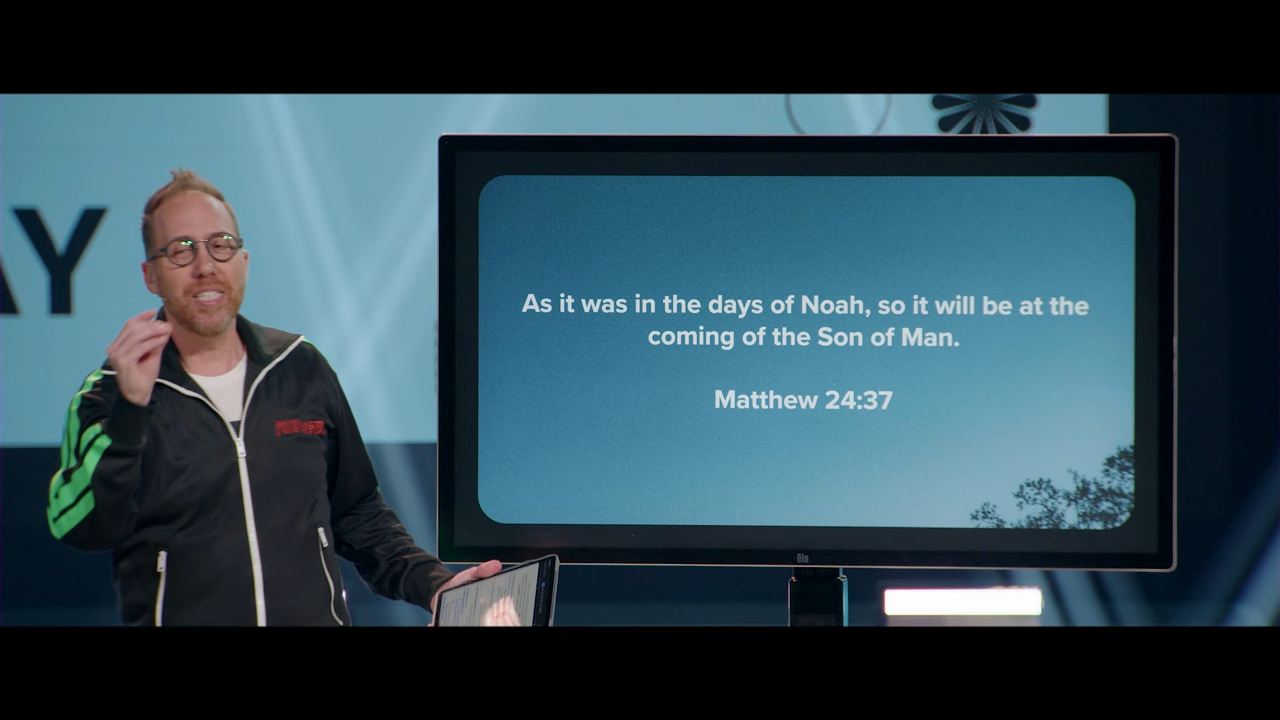 AY
As it was in the days of Noah, so it will be at the
coming of the Son of Man.
Matthew 24:37
elo